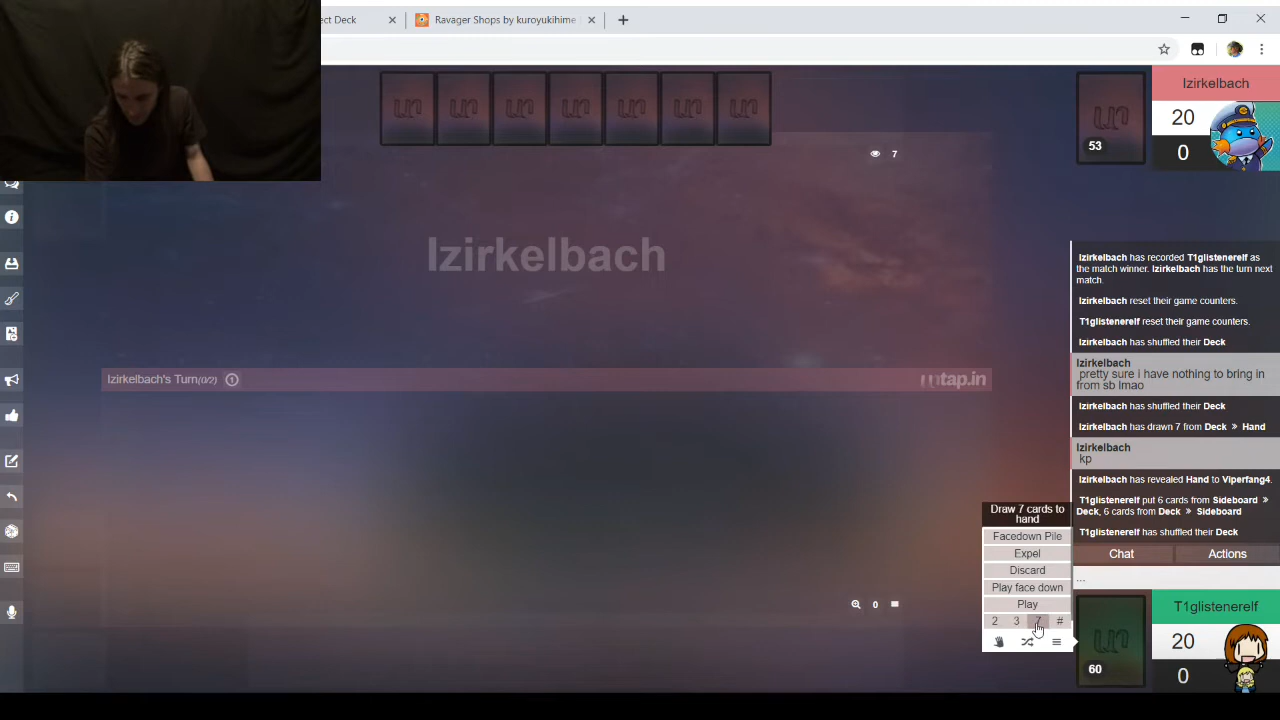 ct Deck
Ravager Shops by kuroyukihime
7
53
Izirkelbach
20
0
Izirkelbach
Izirkelbach has recorded T1glistenerelf as
the match winner. Izirkelbach has the turn next
match.
Izirkelbach reset their game counters.
T1glistenerelf reset their game counters.
Izirkelbach has shuffled their Deck
Izirkelbach
pretty sure i have nothing to bring in
from sb lmao
Izirkelbach has shuffled their Deck
Izirkelbach has drawn 7 from Deck » Hand
Izirkelbach
kp
Izirkelbach has revealed Hand to Viperfang4.
T1glistenerelf put 6 cards from Sideboard »
Deck, 6 cards from Deck » Sideboard
T1glistenerelf has shuffled their Deck
Chat Actions
...
Izirkelbach's Turn(0/2) 1
untap.in
Draw 7 cards to
hand
Facedown Pile
Expel
Discard
Play face down
Play
2 3 7 #
0
60
T1glistenerelf
20
0